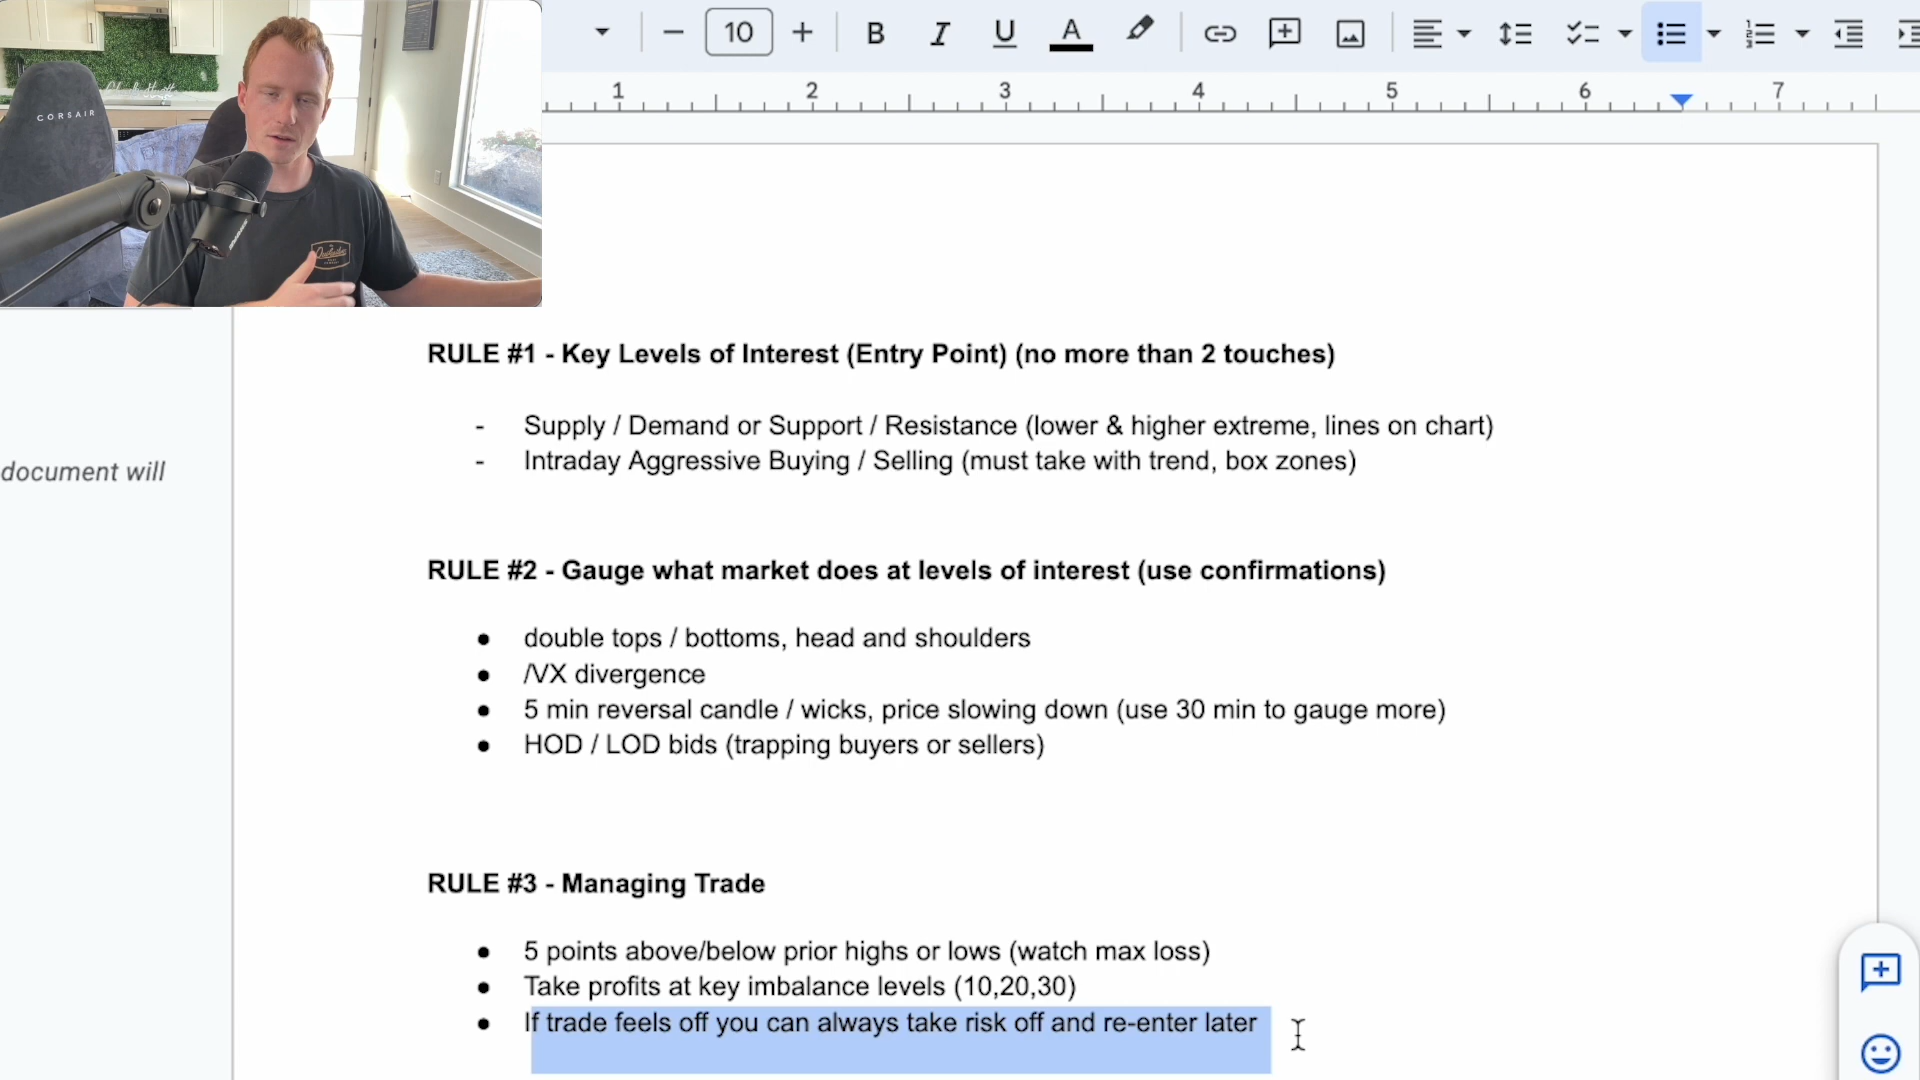 CORSAIR
10
B I U A
1 2 3 4 5 6 7
document will
RULE #1 - Key Levels of Interest (Entry Point) (no more than 2 touches)
- Supply / Demand or Support / Resistance (lower & higher extreme, lines on chart)
- Intraday Aggressive Buying / Selling (must take with trend, box zones)
RULE #2 - Gauge what market does at levels of interest (use confirmations)
● double tops / bottoms, head and shoulders
● /VX divergence
● 5 min reversal candle / wicks, price slowing down (use 30 min to gauge more)
● HOD / LOD bids (trapping buyers or sellers)
RULE #3 - Managing Trade
● 5 points above/below prior highs or lows (watch max loss)
● Take profits at key imbalance levels (10,20,30)
● If trade feels off you can always take risk off and re-enter later